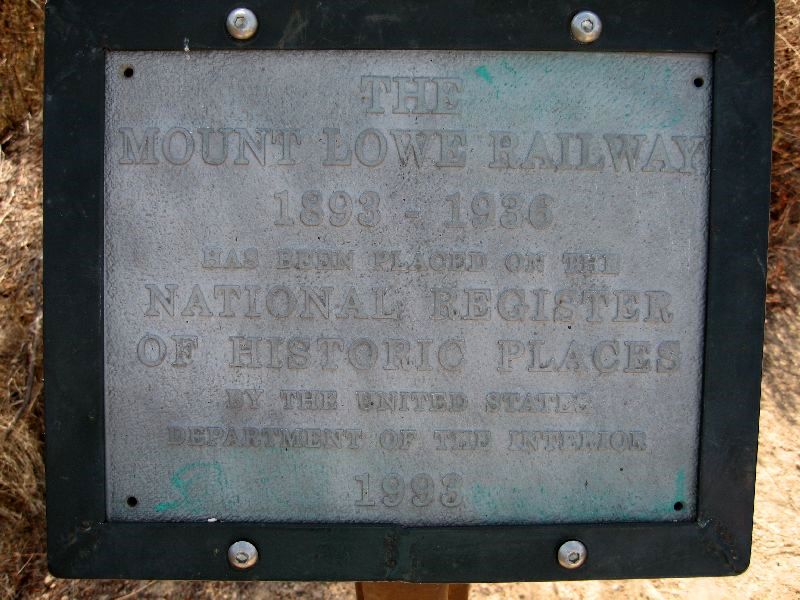 THE
MOUNT LOWE RAILWAY
1893 - 1936
HAS BEEN PLACED ON THE
NATIONAL REGISTER
OF HISTORIC PLACES
BY THE UNITED STATES
DEPARTMENT OF THE INTERIOR
1993